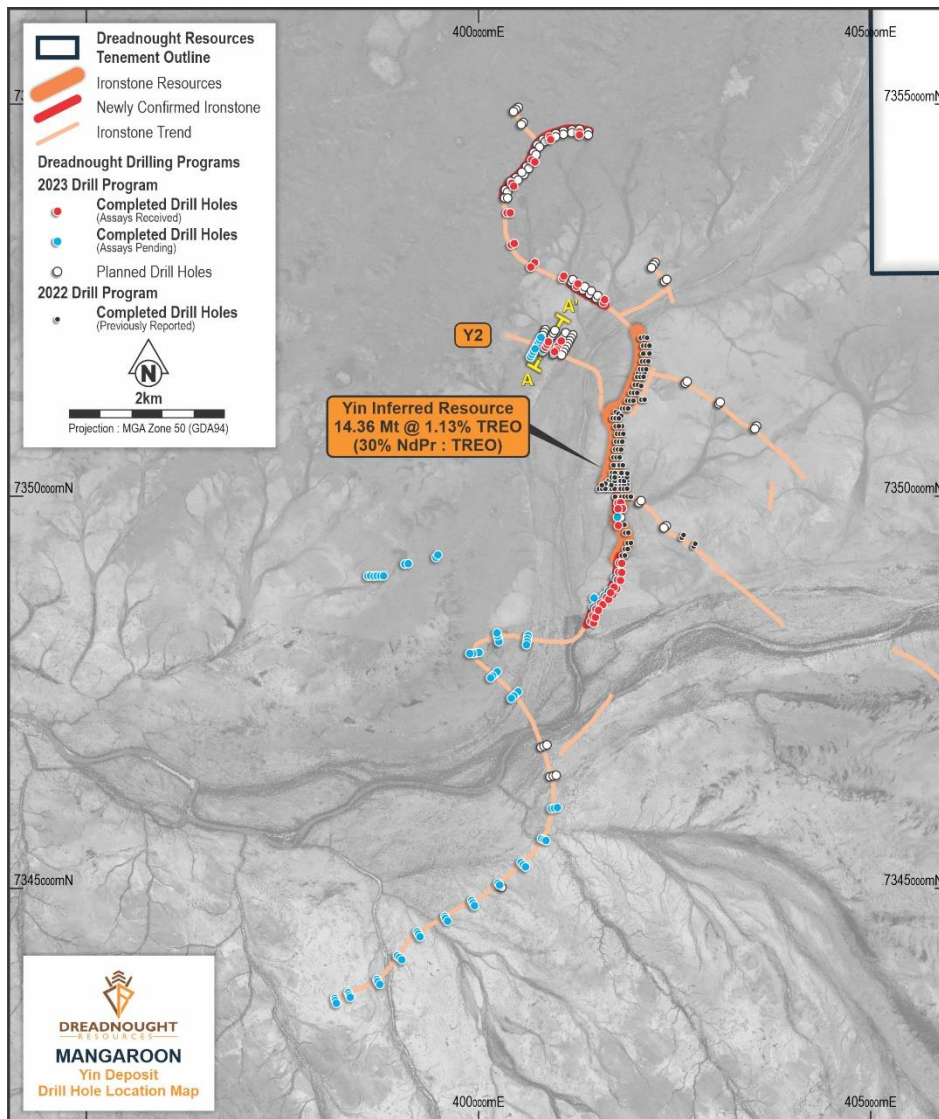 400000mE
405000mE
Dreadnought Resources
Tenement Outline
Ironstone Resources
Newly Confirmed Ironstone
Ironstone Trend
Dreadnought Drilling Programs
2023 Drill Program
Completed Drill Holes
(Assays Received)
Completed Drill Holes
(Assays Pending)
Planned Drill Holes
2022 Drill Program
Completed Drill Holes
(Previously Reported)
N
2km
Projection : MGA Zone 50 (GDA94)
7355000mN
A'
Y2
A
Yin Inferred Resource
14.36 Mt @ 1.13% TREO
(30% NdPr : TREO)
7350000mN
7350000mN
7345000mN
7345000mN
DREADNOUGHT
RESOURCES
MANGAROON
Yin Deposit
Drill Hole Location Map
400000mE
405000mE